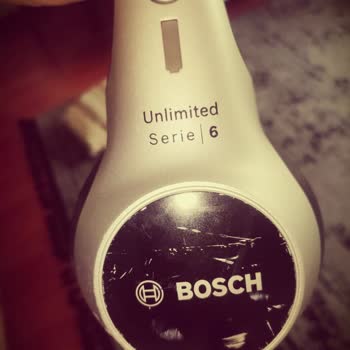 Unlimited
Serie | 6
BOSCH